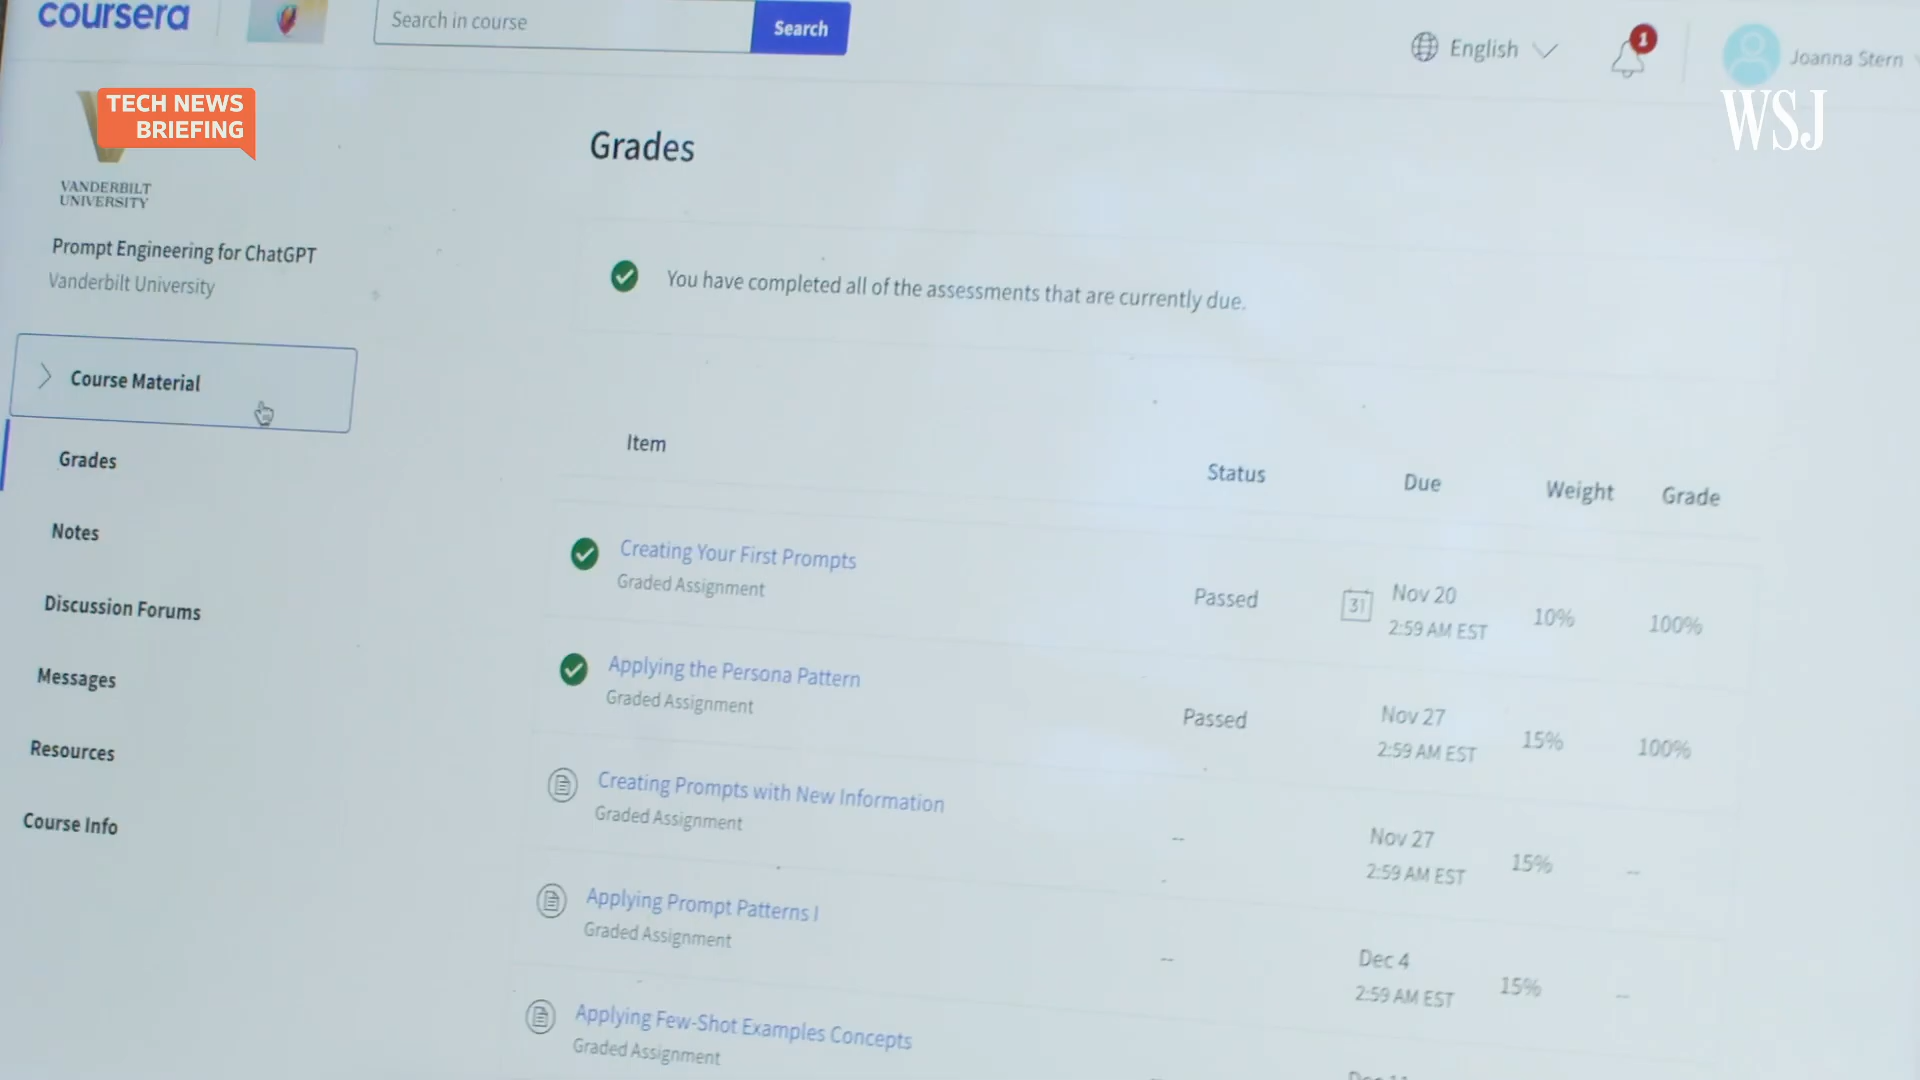 coursera
Search in course
Search
English
1
Joanna Stern
WSJ
TECH NEWS
BRIEFING
VANDERBILT
UNIVERSITY
Prompt Engineering for ChatGPT
Vanderbilt University
Course Material
Grades
Notes
Discussion Forums
Messages
Resources
Course Info
Grades
You have completed all of the assessments that are currently due.
Item Status Due Weight Grade
Creating Your First Prompts
Graded Assignment
Passed
31
Nov 20
2:59 AM EST
10%
100%
Applying the Persona Pattern
Graded Assignment
Passed
Nov 27
2:59 AM EST
15%
100%
Creating Prompts with New Information
Graded Assignment
--
Nov 27
2:59 AM EST
15%
--
Applying Prompt Patterns I
Graded Assignment
--
Dec 4
2:59 AM EST
15%
--
Applying Few-Shot Examples Concepts
Graded Assignment